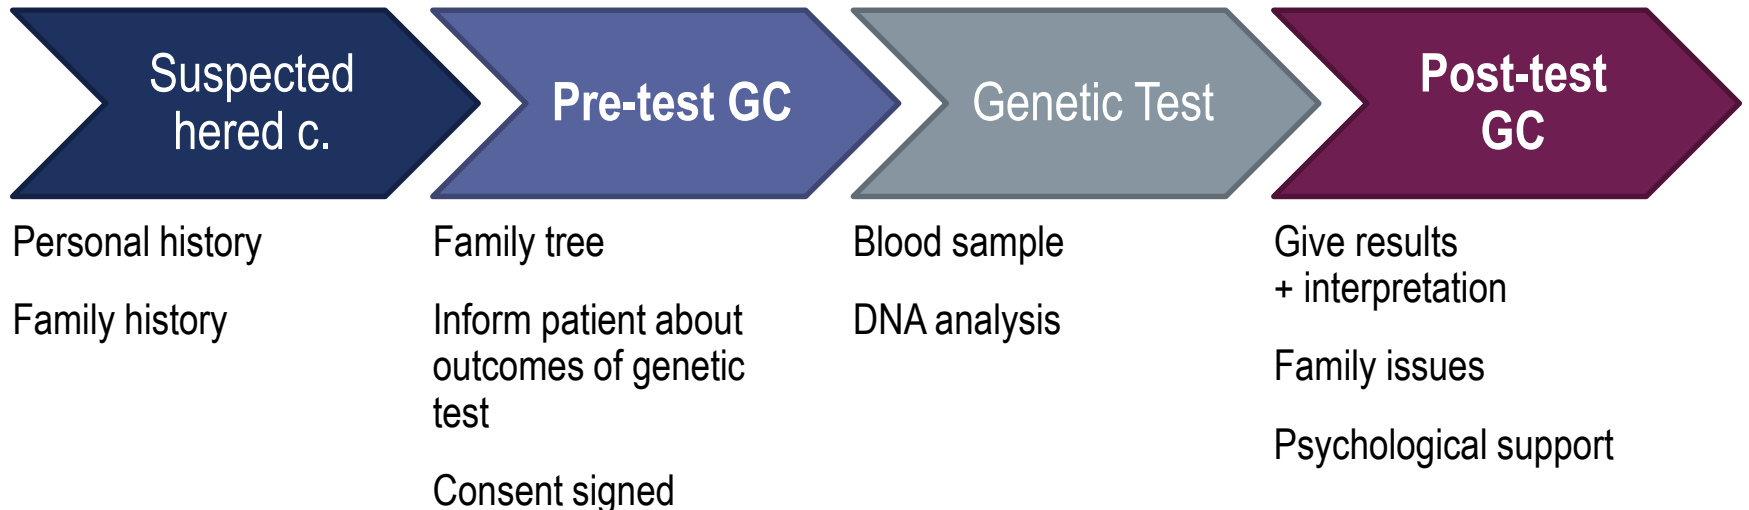 Suspected
hered c.
Pre-test GC
Genetic Test
Post-test
GC
Personal history
Family history
Family tree
Inform patient about
outcomes of genetic
test
Consent signed
Blood sample
DNA analysis
Give results
+ interpretation
Family issues
Psychological support